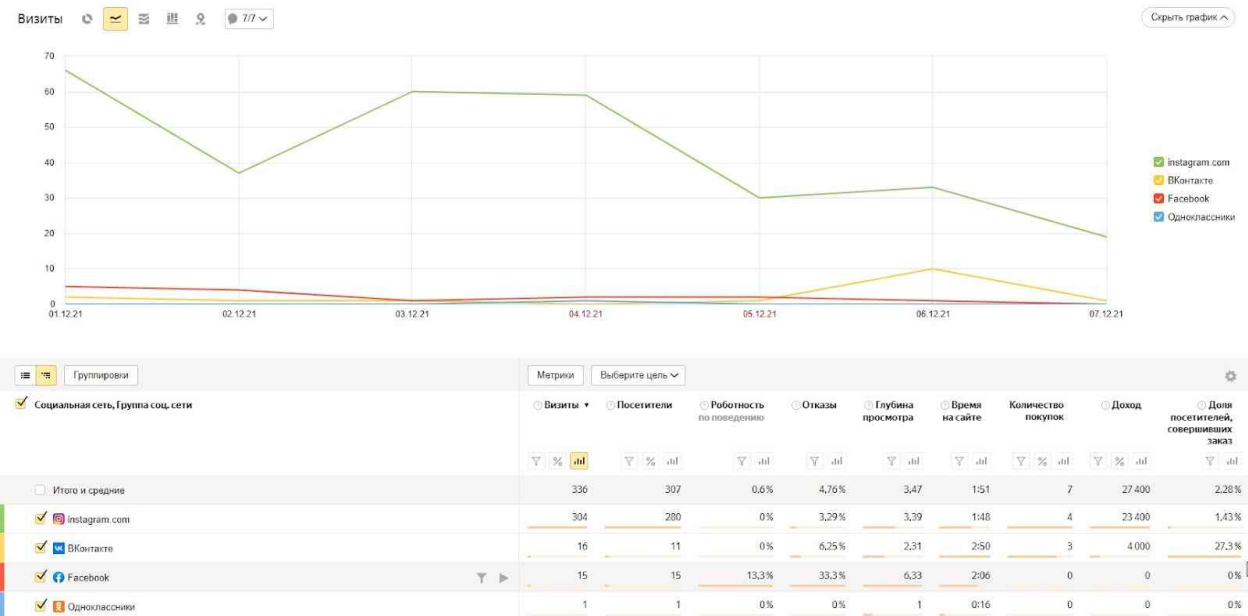 Визиты 7/7 Скрыть график
70
60
50
40
30
20
10
0
01.12.21 02.12.21 03.12.21 04.12.21 05.12.21 06.12.21 07.12.21
instagram.com
ВКонтакте
Facebook
Одноклассники
Группировки Метрики Выберите цель
Социальная сеть, Группа соц. сети Визиты Посетители Роботность Отказы Глубина Время Количество Доход Доля
по поведению просмотра на сайте покупок посетителей,
совершивших
заказ
% % % %
Итого и средние 336 307 0,6% 4,76% 3,47 1:51 7 27 400 2,28%
instagram.com 304 280 0% 3,29% 3,39 1:48 4 23 400 1,43%
ВКонтакте 16 11 0% 6,25% 2,31 2:50 3 4 000 27,3%
Facebook 15 15 13,3% 33,3% 6,33 2:06 0 0 0%
Одноклассники 1 1 0% 0% 1 0:16 0 0 0%